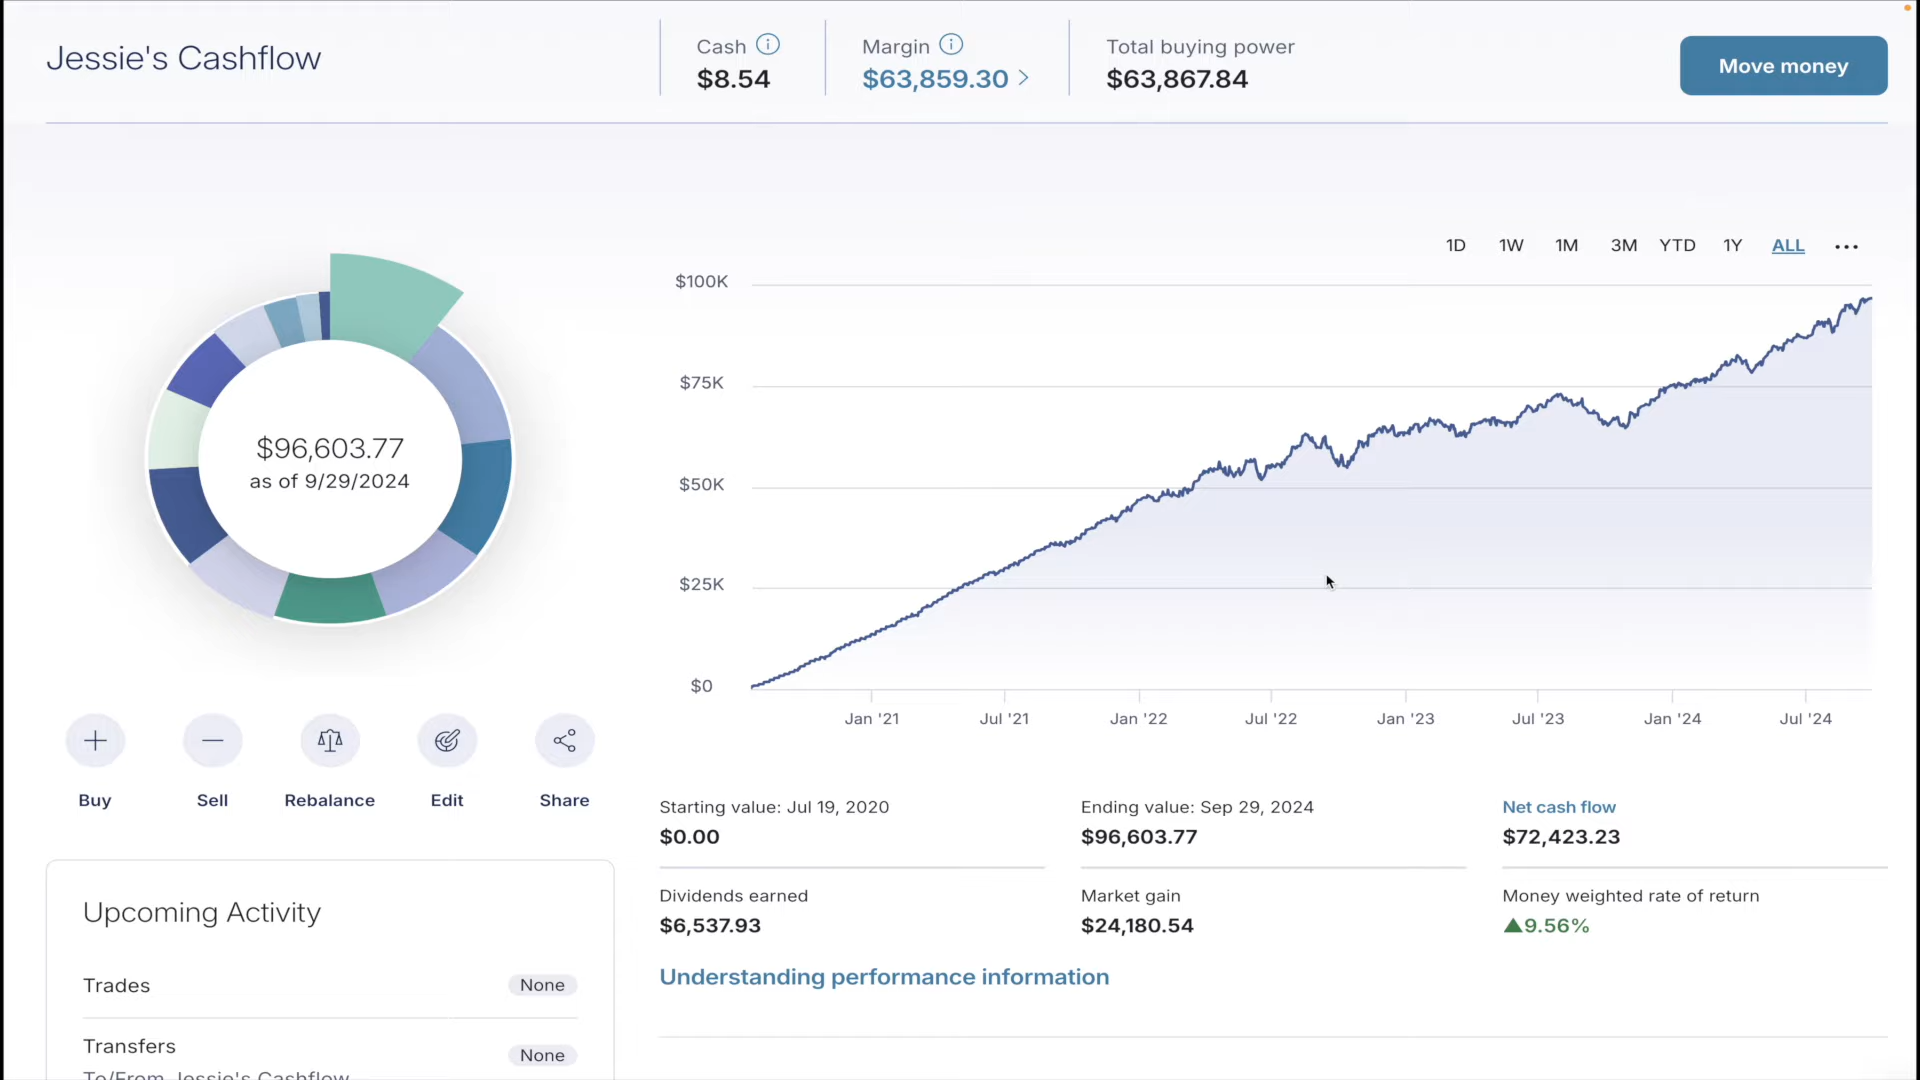 Jessie's Cashflow
Cash
$8.54
Margin
$63,859.30
Total buying power
$63,867.84
Move money
1D 1W 1M 3M YTD 1Y ALL ...
$96,603.77
as of 9/29/2024
$100K
$75K
$50K
$25K
$0
Jan '21 Jul '21 Jan '22 Jul '22 Jan '23 Jul '23 Jan '24 Jul '24
Buy Sell Rebalance Edit Share
Starting value: Jul 19, 2020
$0.00
Ending value: Sep 29, 2024
$96,603.77
Net cash flow
$72,423.23
Dividends earned
$6,537.93
Market gain
$24,180.54
Money weighted rate of return
▲9.56%
Understanding performance information
Upcoming Activity
Trades None
Transfers None
To/From Jessie's Cashflow